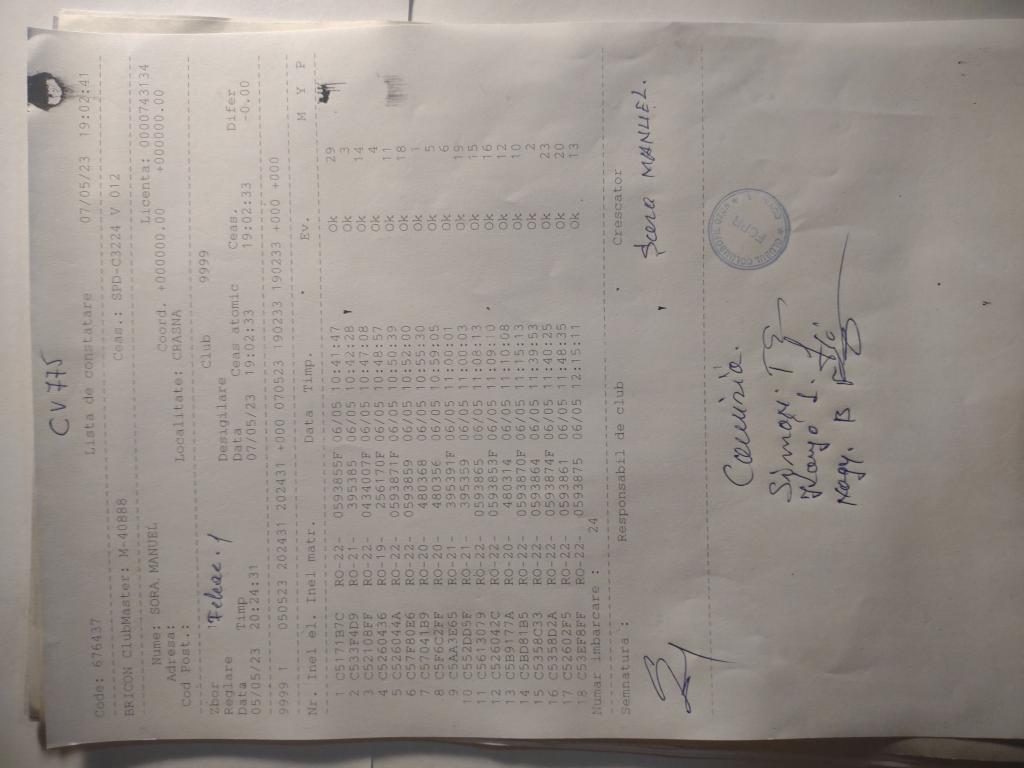 CV 775
Lista de constatare 07/05/23 19:02:41
Code: 676437
BRICON ClubMaster: M-40888 Ceas.: SPD-C3224 V 012
Licenta: 0000743134
Nume: SORA MANUEL Coord. +000000.00 +000000.00
Adresa: Localitate: CRASNA
Cod Post.:
Club 9999
Zbor Feleac.1
Reglare Desigilare
Data Timp Data Ceas atomic Ceas. Difer
05/05/23 20:24:31 07/05/23 19:02:33 19:02:33 -0.00
9999 1 050523 202431 202431 +000 070523 190233 190233 +000 +000
Nr. Inel el. Inel matr. Data Timp. Ev. M Y P
1 C5171B7C RO-22- 0593855F 06/05 10:41:47 Ok 29
2 C533F4D9 RO-21- 395385 06/05 10:42:28 Ok 3
3 C52108FF RO-22- 0434007F 06/05 10:47:08 Ok 14
4 C5260436 RO-19- 256170F 06/05 10:48:57 Ok 4
5 C526044A RO-22- 0593871F 06/05 10:50:39 Ok 11
6 C57F80E6 RO-22- 0593859 06/05 10:52:00 Ok 18
7 C57041B9 RO-20- 480368 06/05 10:55:30 Ok 1
8 C5F6C2FF RO-20- 480356 06/05 10:59:05 Ok 5
9 C5AA3E65 RO-21- 395391F 06/05 11:00:01 Ok 6
10 C552DD5F RO-21- 395359 06/05 11:00:03 Ok 19
11 C5613079 RO-22- 0593865 06/05 11:08:13 Ok 15
12 C526042C RO-22- 0593853F 06/05 11:09:10 Ok 16
13 C5B9177A RO-20- 480314 06/05 11:10:08 Ok 12
14 C5BD81B5 RO-22- 0593870F 06/05 11:15:13 Ok 10
15 C5358C33 RO-22- 0593864 06/05 11:39:53 Ok 2
16 C5358D2A RO-22- 0593874F 06/05 11:40:25 Ok 23
17 C52602F5 RO-22- 0593861 06/05 11:48:35 Ok 20
18 C53EF8FF RO-22- 0593875 06/05 12:15:11 Ok 13
Numar imbarcare : 24
Semnatura : Responsabil de club Crescator
Sora MANUEL.
FCPR
Comisia.